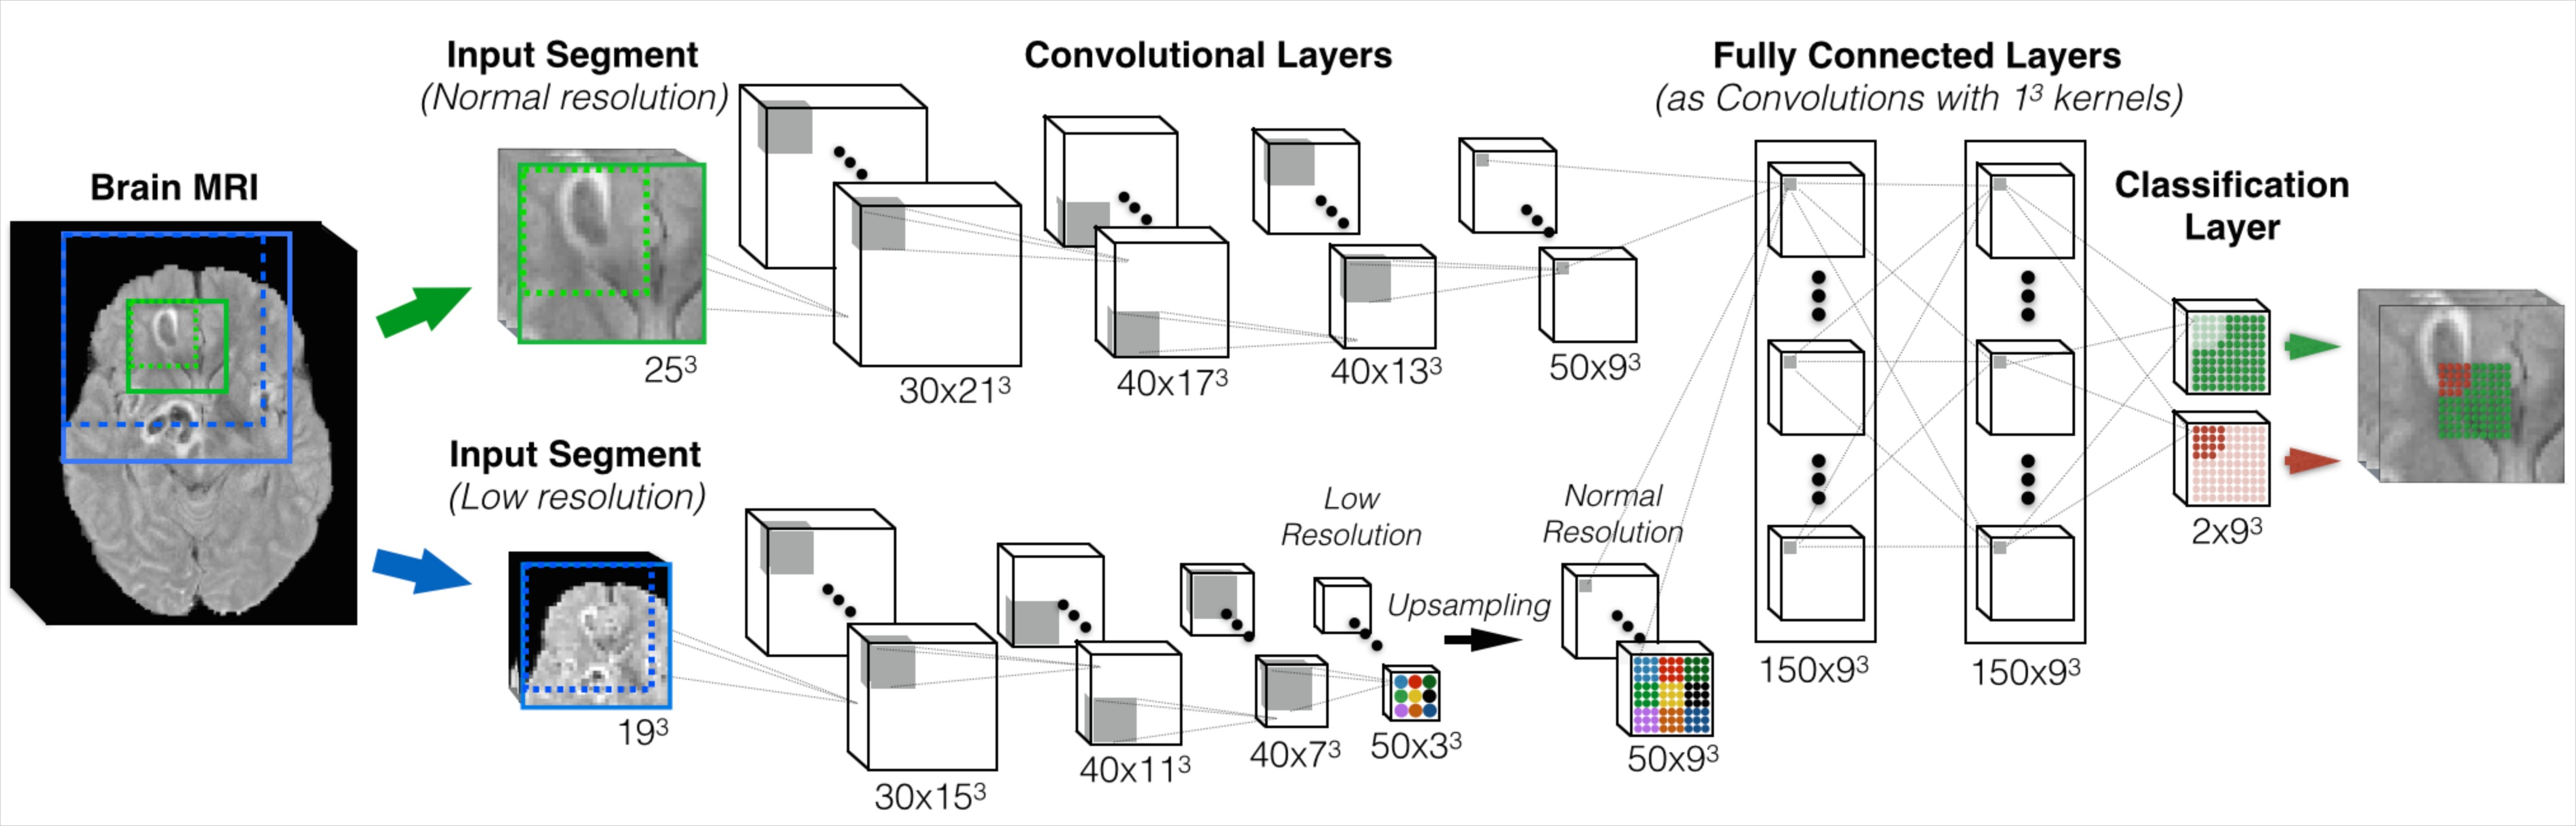 Brain MRI
Input Segment
(Normal resolution)
25³
Convolutional Layers
30x21³
40x17³
40x13³
50x9³
Fully Connected Layers
(as Convolutions with 1³ kernels)
150x9³
150x9³
Classification
Layer
2x9³
Input Segment
(Low resolution)
19³
30x15³
40x11³
40x7³
Low
Resolution
50x3³
Upsampling
Normal
Resolution
50x9³